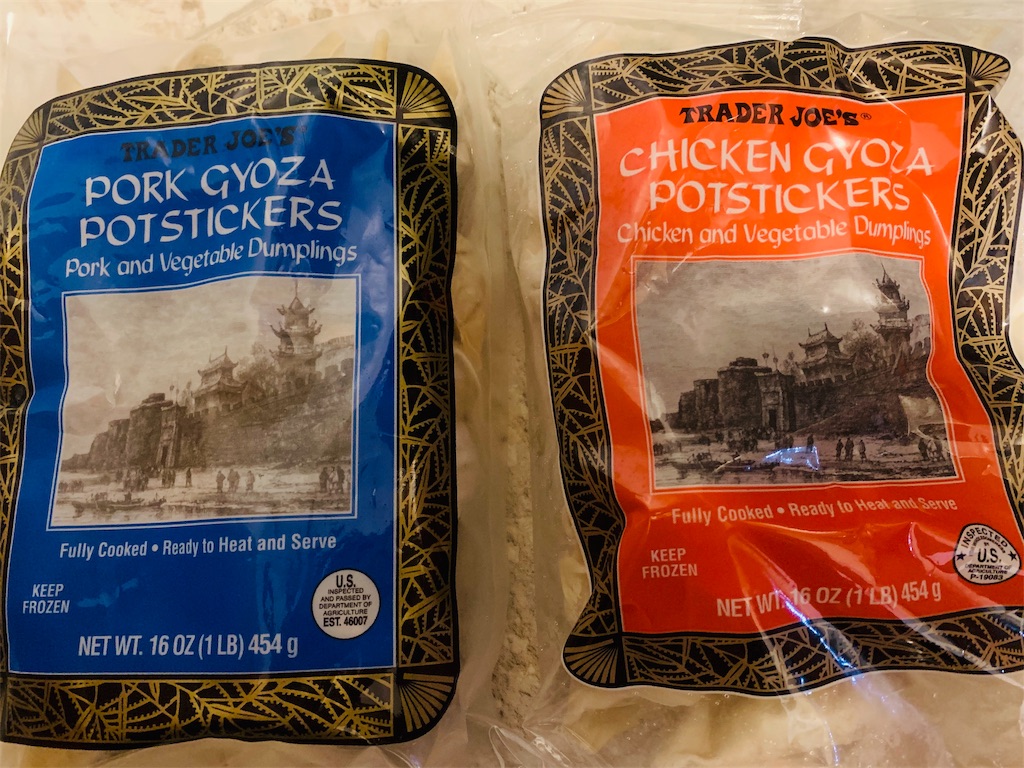 TRADER JOE'S
PORK GYOZA
POTSTICKERS
Pork and Vegetable Dumplings
Fully Cooked • Ready to Heat and Serve
KEEP
FROZEN
U.S.
INSPECTED
AND PASSED BY
DEPARTMENT OF
AGRICULTURE
EST. 46007
NET WT. 16 OZ (1 LB) 454 g
TRADER JOE'S®
CHICKEN GYOZA
POTSTICKERS
Chicken and Vegetable Dumplings
Fully Cooked • Ready to Heat and Serve
KEEP
FROZEN
INSPECTED
U.S.
DEPARTMENT OF
AGRICULTURE
P-19083
NET WT. 16 OZ (1 LB) 454 g